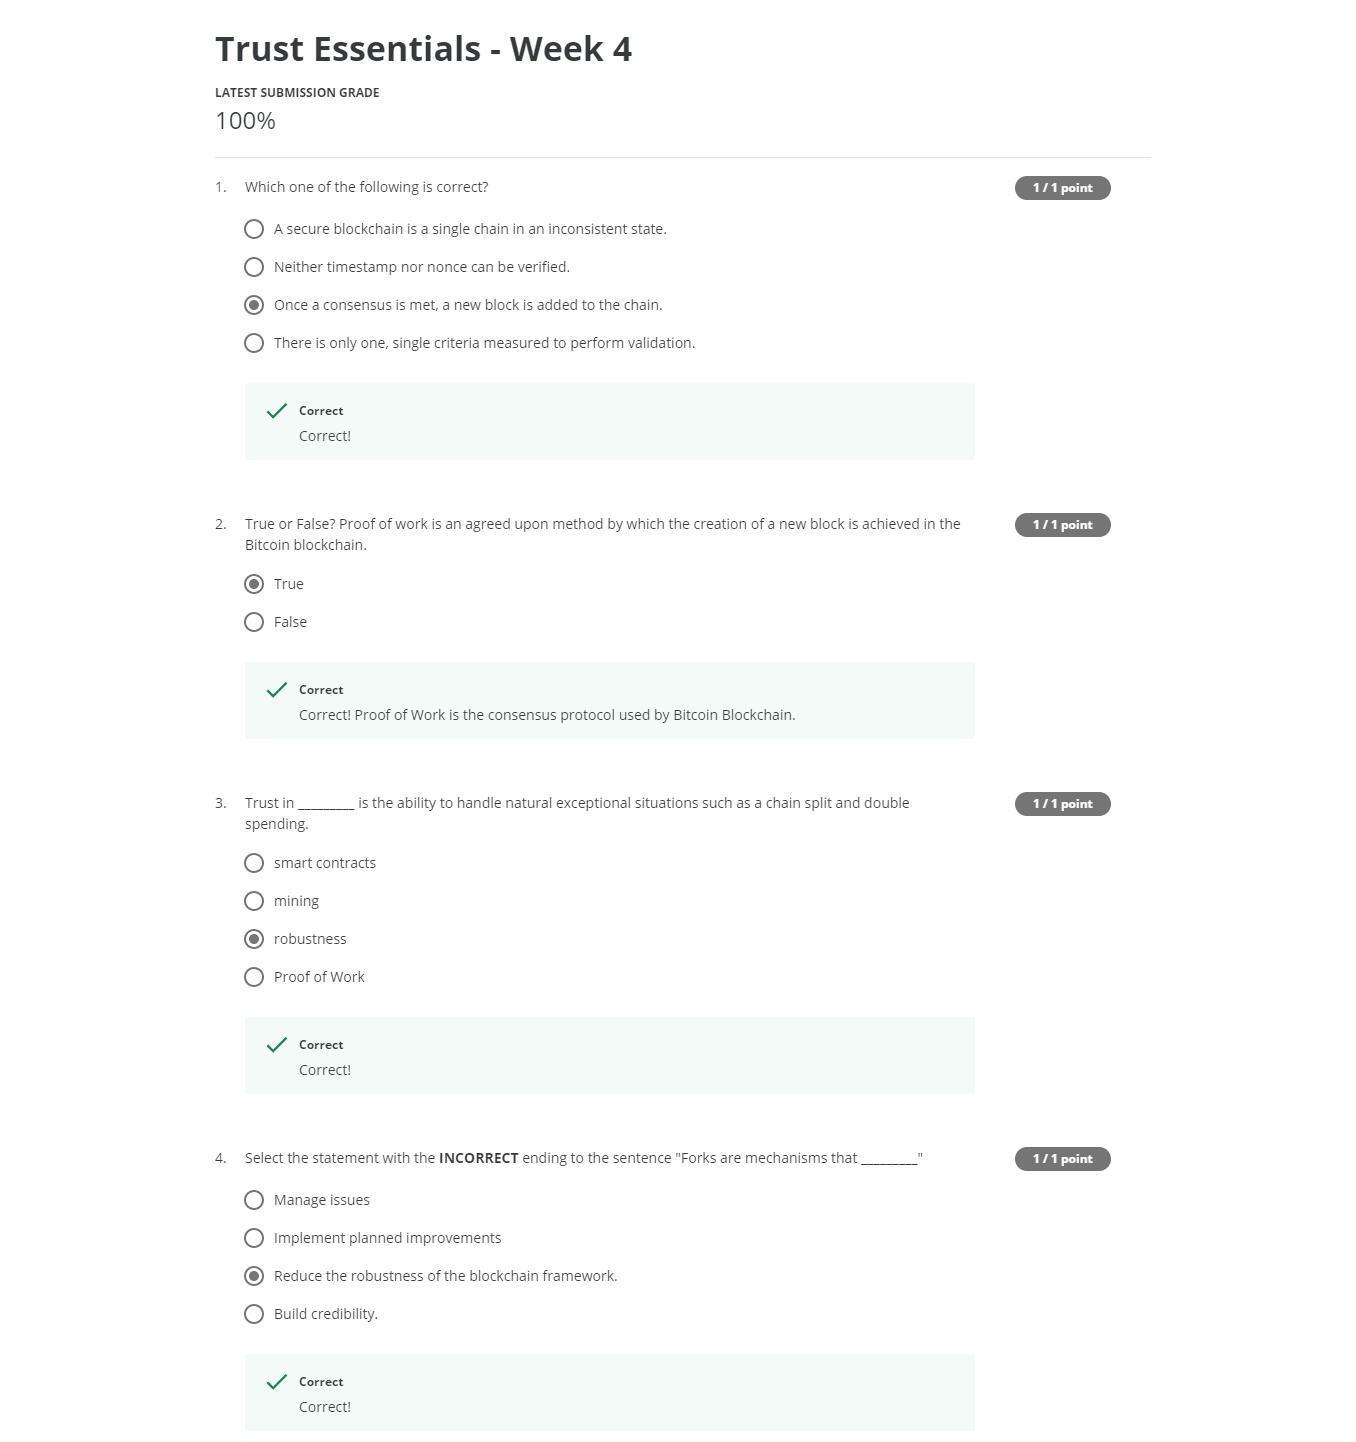 Trust Essentials - Week 4
LATEST SUBMISSION GRADE
100%
1. Which one of the following is correct? 1 / 1 point
A secure blockchain is a single chain in an inconsistent state.
Neither timestamp nor nonce can be verified.
Once a consensus is met, a new block is added to the chain.
There is only one, single criteria measured to perform validation.
Correct
Correct!
2. True or False? Proof of work is an agreed upon method by which the creation of a new block is achieved in the 1 / 1 point
Bitcoin blockchain.
True
False
Correct
Correct! Proof of Work is the consensus protocol used by Bitcoin Blockchain.
3. Trust in _________ is the ability to handle natural exceptional situations such as a chain split and double 1 / 1 point
spending.
smart contracts
mining
robustness
Proof of Work
Correct
Correct!
4. Select the statement with the INCORRECT ending to the sentence "Forks are mechanisms that _________" 1 / 1 point
Manage issues
Implement planned improvements
Reduce the robustness of the blockchain framework.
Build credibility.
Correct
Correct!